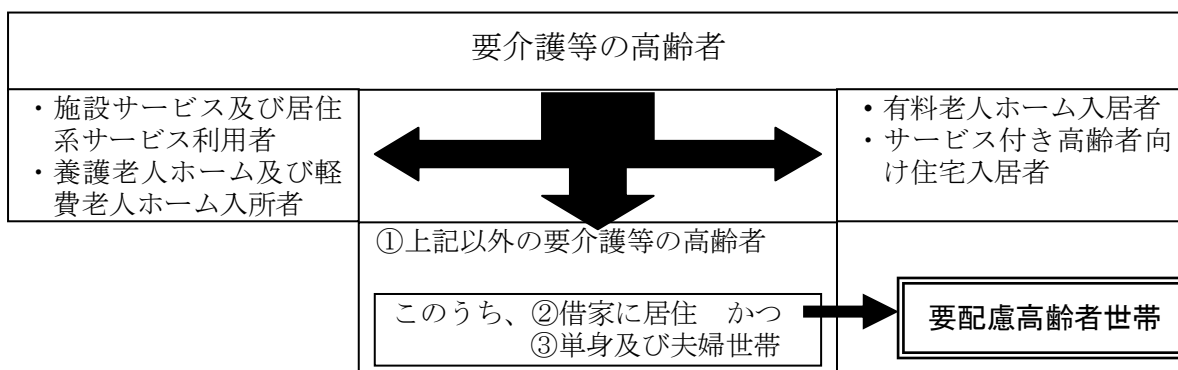 要介護等の高齢者
・施設サービス及び居住
系サービス利用者
・養護老人ホーム及び軽
費老人ホーム入所者
・有料老人ホーム入居者
・サービス付き高齢者向
け住宅入居者
①上記以外の要介護等の高齢者
このうち、②借家に居住　かつ
③単身及び夫婦世帯
要配慮高齢者世帯